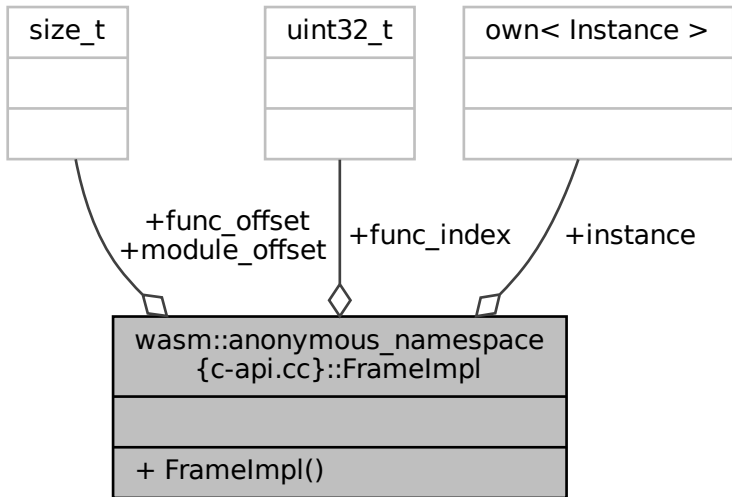 size_t
uint32_t
own< Instance >
+func_offset
+module_offset
+func_index
+instance
wasm::anonymous_namespace
{c-api.cc}::FrameImpl
+ FrameImpl()